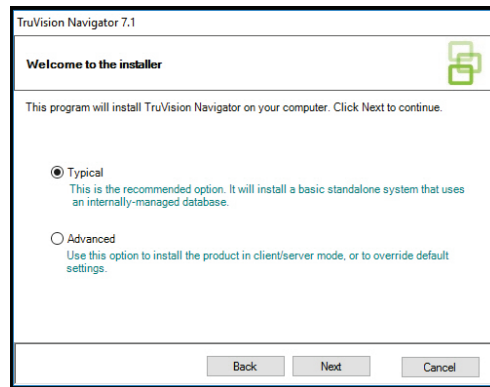 TruVision Navigator 7.1
Welcome to the installer
This program will install TruVision Navigator on your computer. Click Next to continue.
Typical
This is the recommended option. It will install a basic standalone system that uses
an internally-managed database.
Advanced
Use this option to install the product in client/server mode, or to override default
settings.
Back Next Cancel